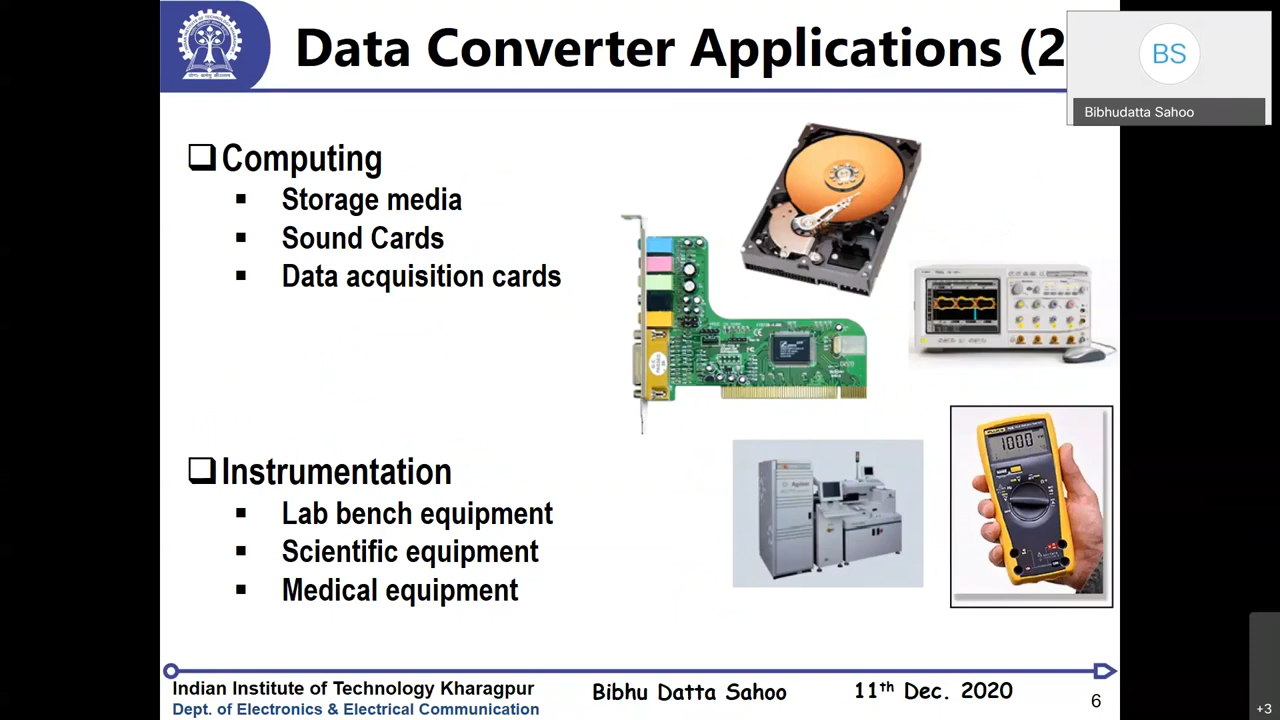 Data Converter Applications (2
BS
Bibhudatta Sahoo
❑Computing
▪ Storage media
▪ Sound Cards
▪ Data acquisition cards
❑Instrumentation
▪ Lab bench equipment
▪ Scientific equipment
▪ Medical equipment
Agilent
FLUKE
1000
Indian Institute of Technology Kharagpur
Dept. of Electronics & Electrical Communication
Bibhu Datta Sahoo
11th Dec. 2020
6
+3